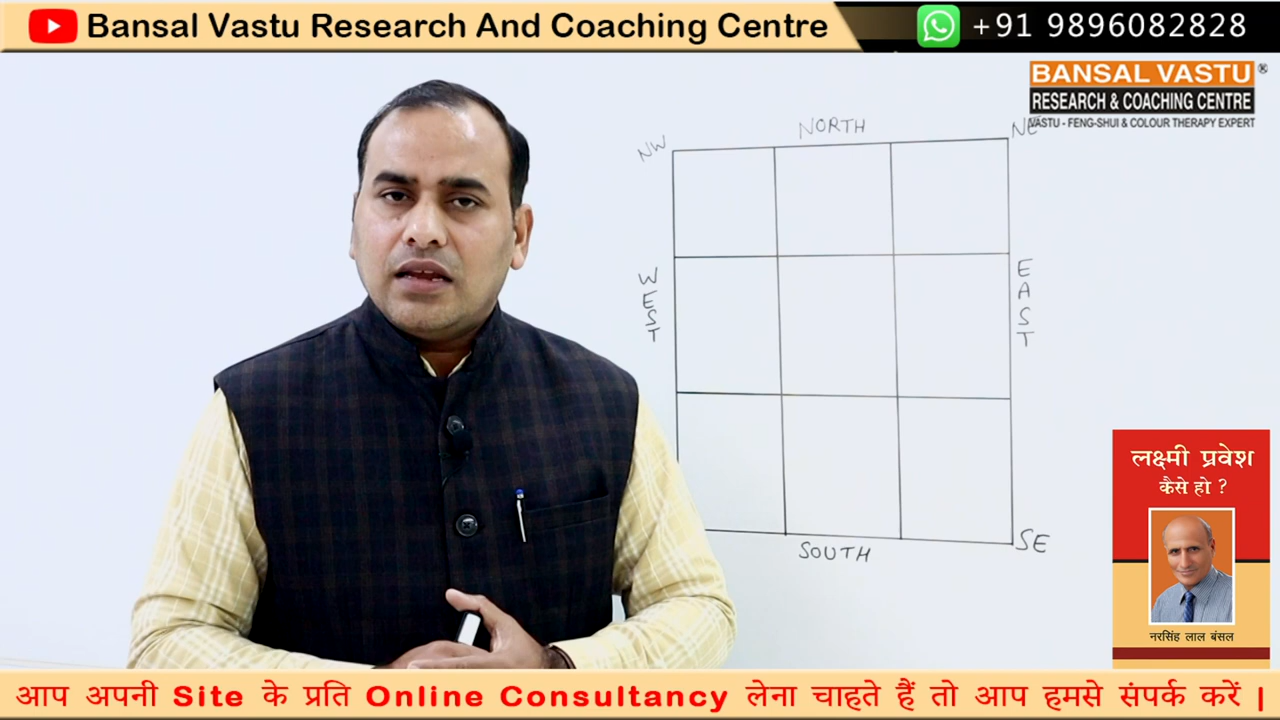 Bansal Vastu Research And Coaching Centre
+91 9896082828
BANSAL VASTU ®
RESEARCH & COACHING CENTRE
VASTU - FENG-SHUI & COLOUR THERAPY EXPERT
NW
NORTH
NE
WEST
EAST
SOUTH
SE
लक्ष्मी प्रवेश
कैसे हो ?
नरसिंह लाल बंसल
आप अपनी Site के प्रति Online Consultancy लेना चाहते हैं तो आप हमसे संपर्क करें |